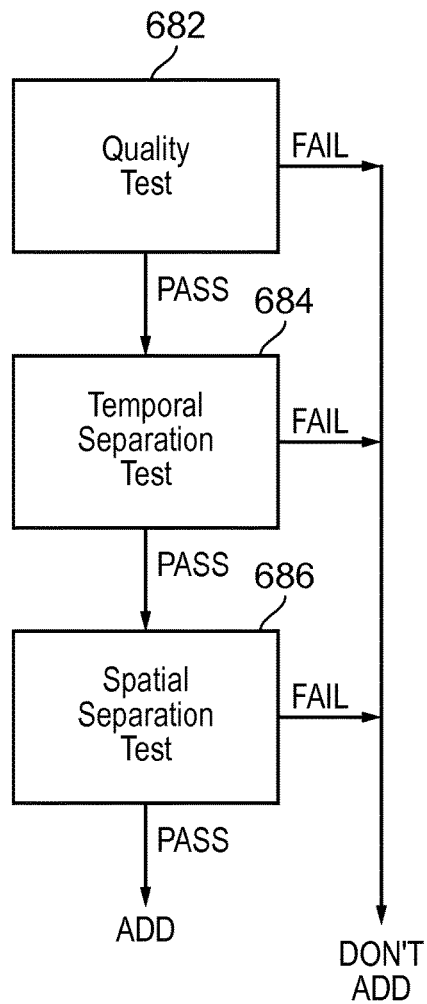 682
Quality
Test
FAIL
PASS
684
Temporal
Separation
Test
FAIL
PASS
686
Spatial
Separation
Test
FAIL
PASS
ADD
DON'T
ADD